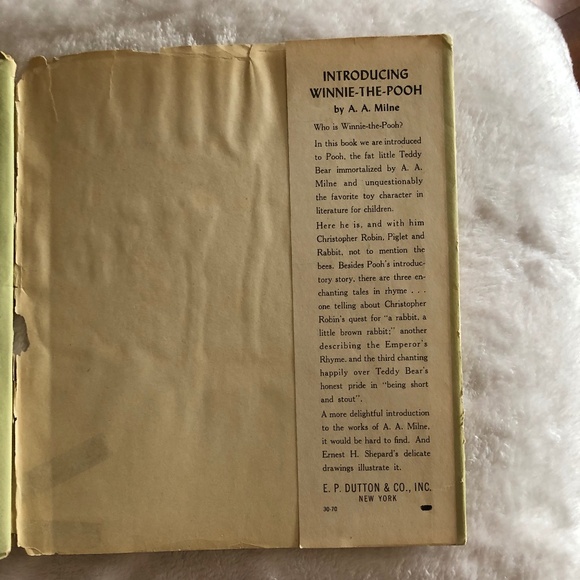 INTRODUCING
WINNIE-THE-POOH
by A. A. Milne
Who is Winnie-the-Pooh?
In this book we are introduced
to Pooh, the fat little Teddy
Bear immortalized by A. A.
Milne and unquestionably
the favorite toy character in
literature for children.
Here he is, and with him
Christopher Robin, Piglet and
Rabbit, not to mention the
bees. Besides Pooh's introduc-
tory story, there are three en-
chanting tales in rhyme . . .
one telling about Christopher
Robin's quest for "a rabbit, a
little brown rabbit;" another
describing the Emperor's
Rhyme, and the third chanting
happily over Teddy Bear's
honest pride in "being short
and stout".
A more delightful introduction
to the works of A. A. Milne,
it would be hard to find. And
Ernest H. Shepard's delicate
drawings illustrate it.
E. P. DUTTON & CO., INC.
NEW YORK
30-70